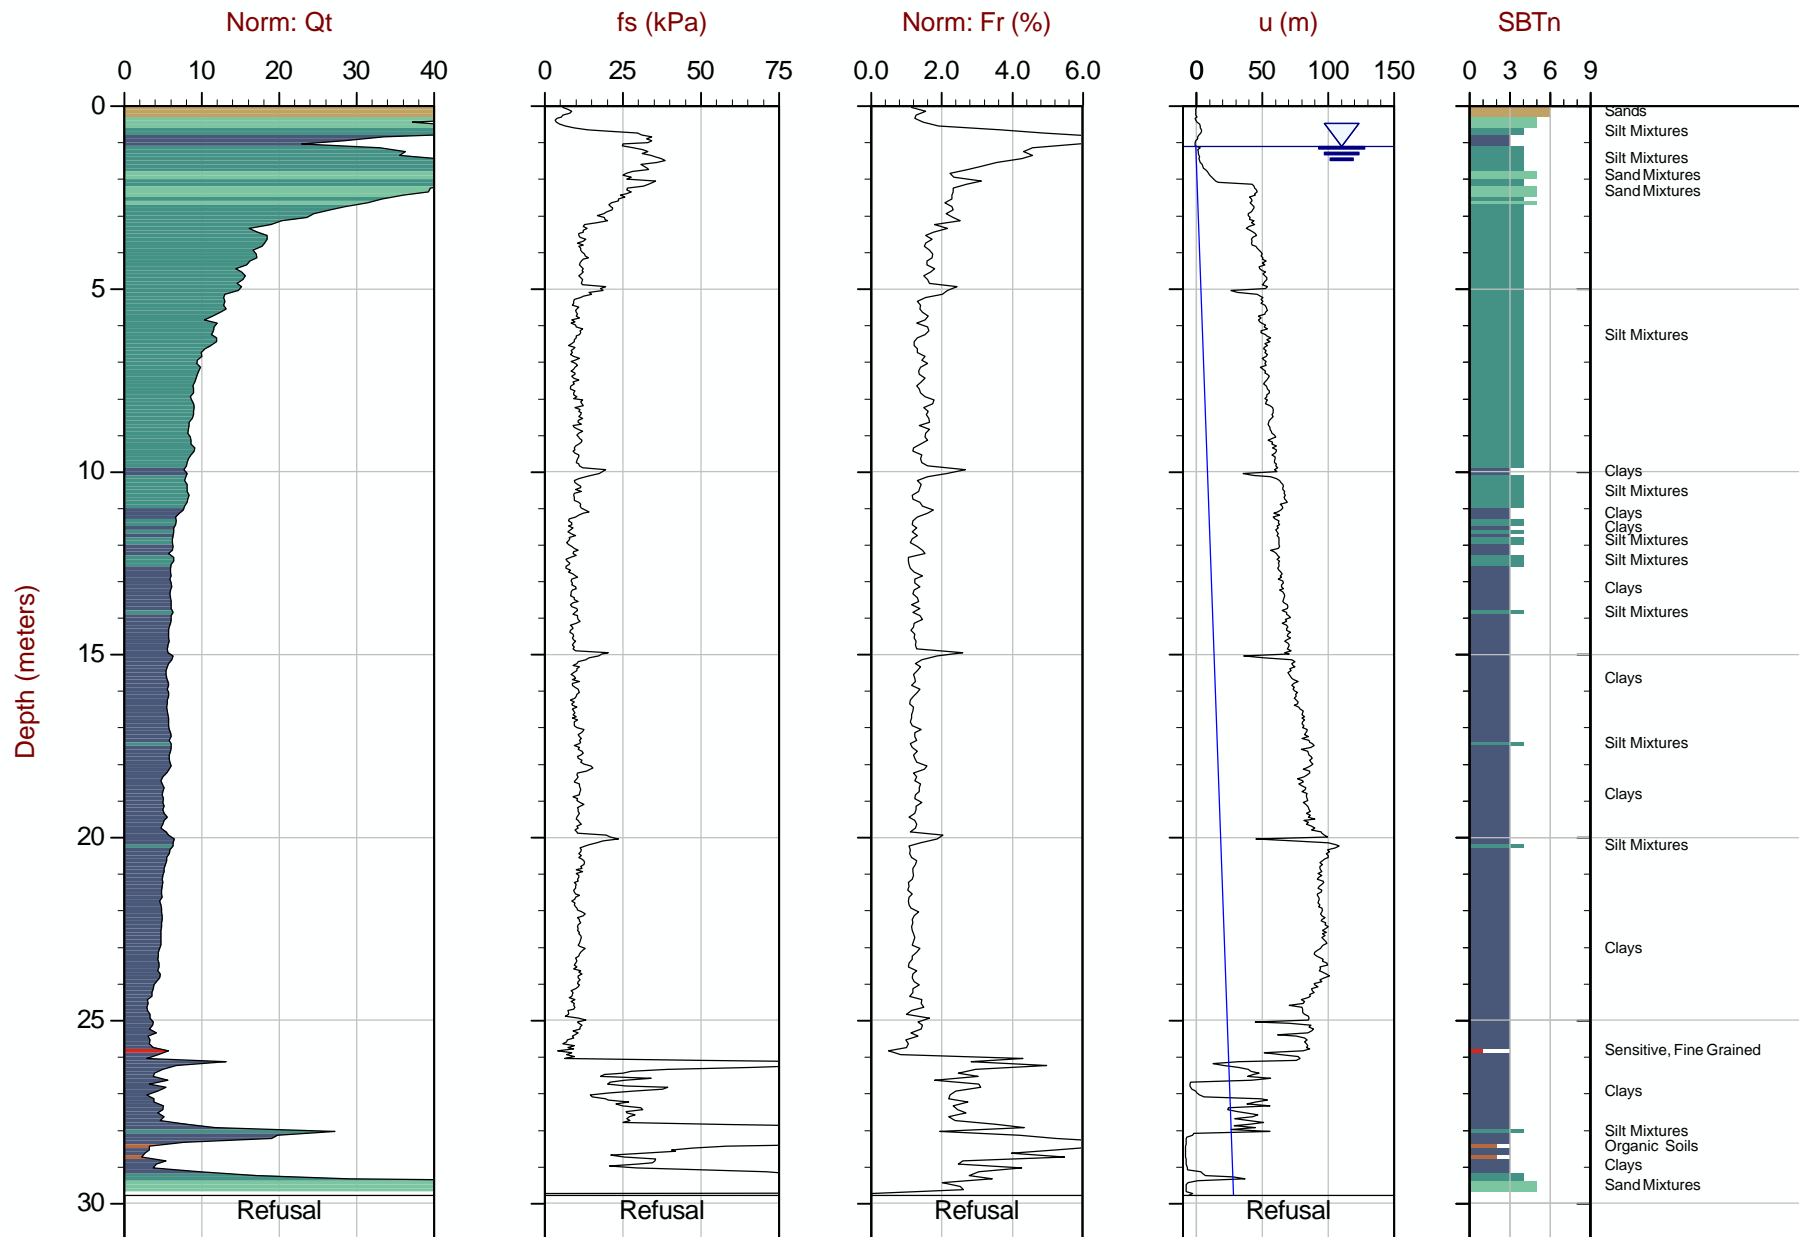 Norm: Qt fs (kPa) Norm: Fr (%) u (m) SBTn
0 10 20 30 40 0 25 50 75 0.0 2.0 4.0 6.0 0 50 100 150 0 3 6 9
0
Sands
Silt Mixtures
Silt Mixtures
Sand Mixtures
Sand Mixtures
5
Silt Mixtures
10 Clays
Silt Mixtures
Clays
Clays
Silt Mixtures
Silt Mixtures
Clays
Silt Mixtures
Depth (meters)
15
Clays
Silt Mixtures
Clays
20
Silt Mixtures
Clays
25
Sensitive, Fine Grained
Clays
Silt Mixtures
Organic Soils
Clays
Sand Mixtures
30 Refusal Refusal Refusal Refusal